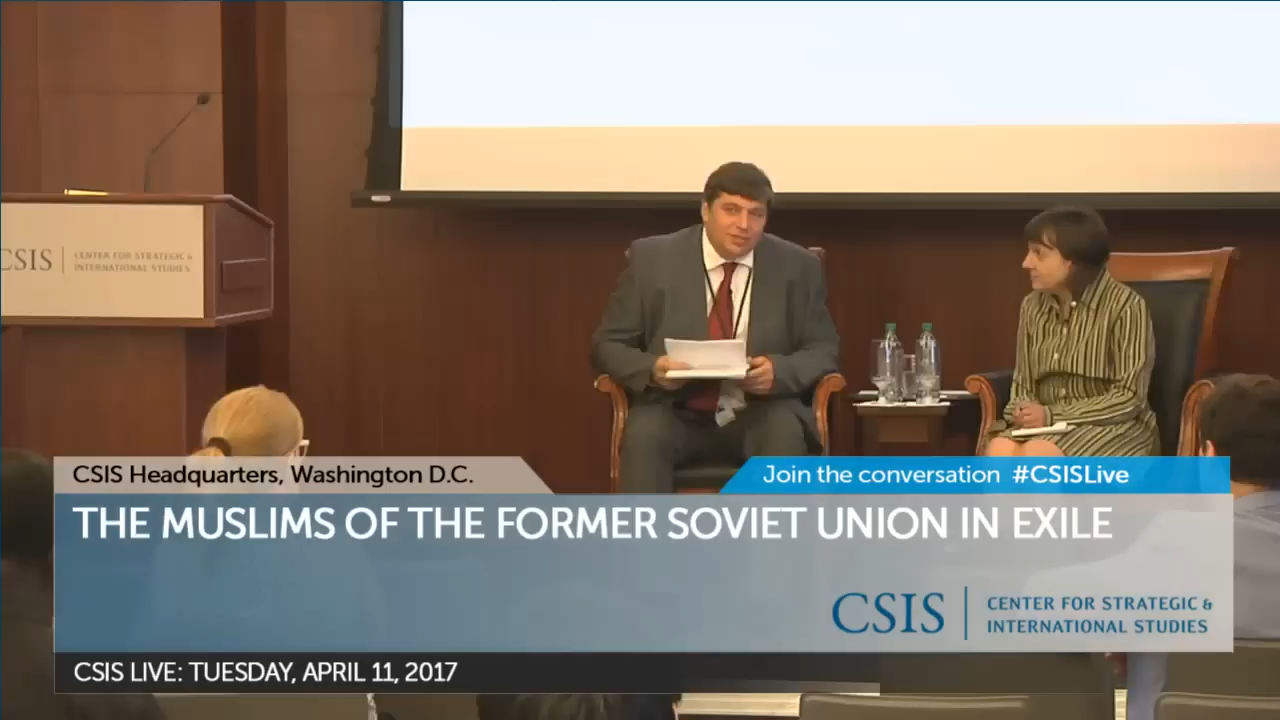 CSIS
CENTER FOR STRATEGIC &
INTERNATIONAL STUDIES
CSIS Headquarters, Washington D.C.
Join the conversation #CSISLive
THE MUSLIMS OF THE FORMER SOVIET UNION IN EXILE
CSIS
CENTER FOR STRATEGIC &
INTERNATIONAL STUDIES
CSIS LIVE: TUESDAY, APRIL 11, 2017